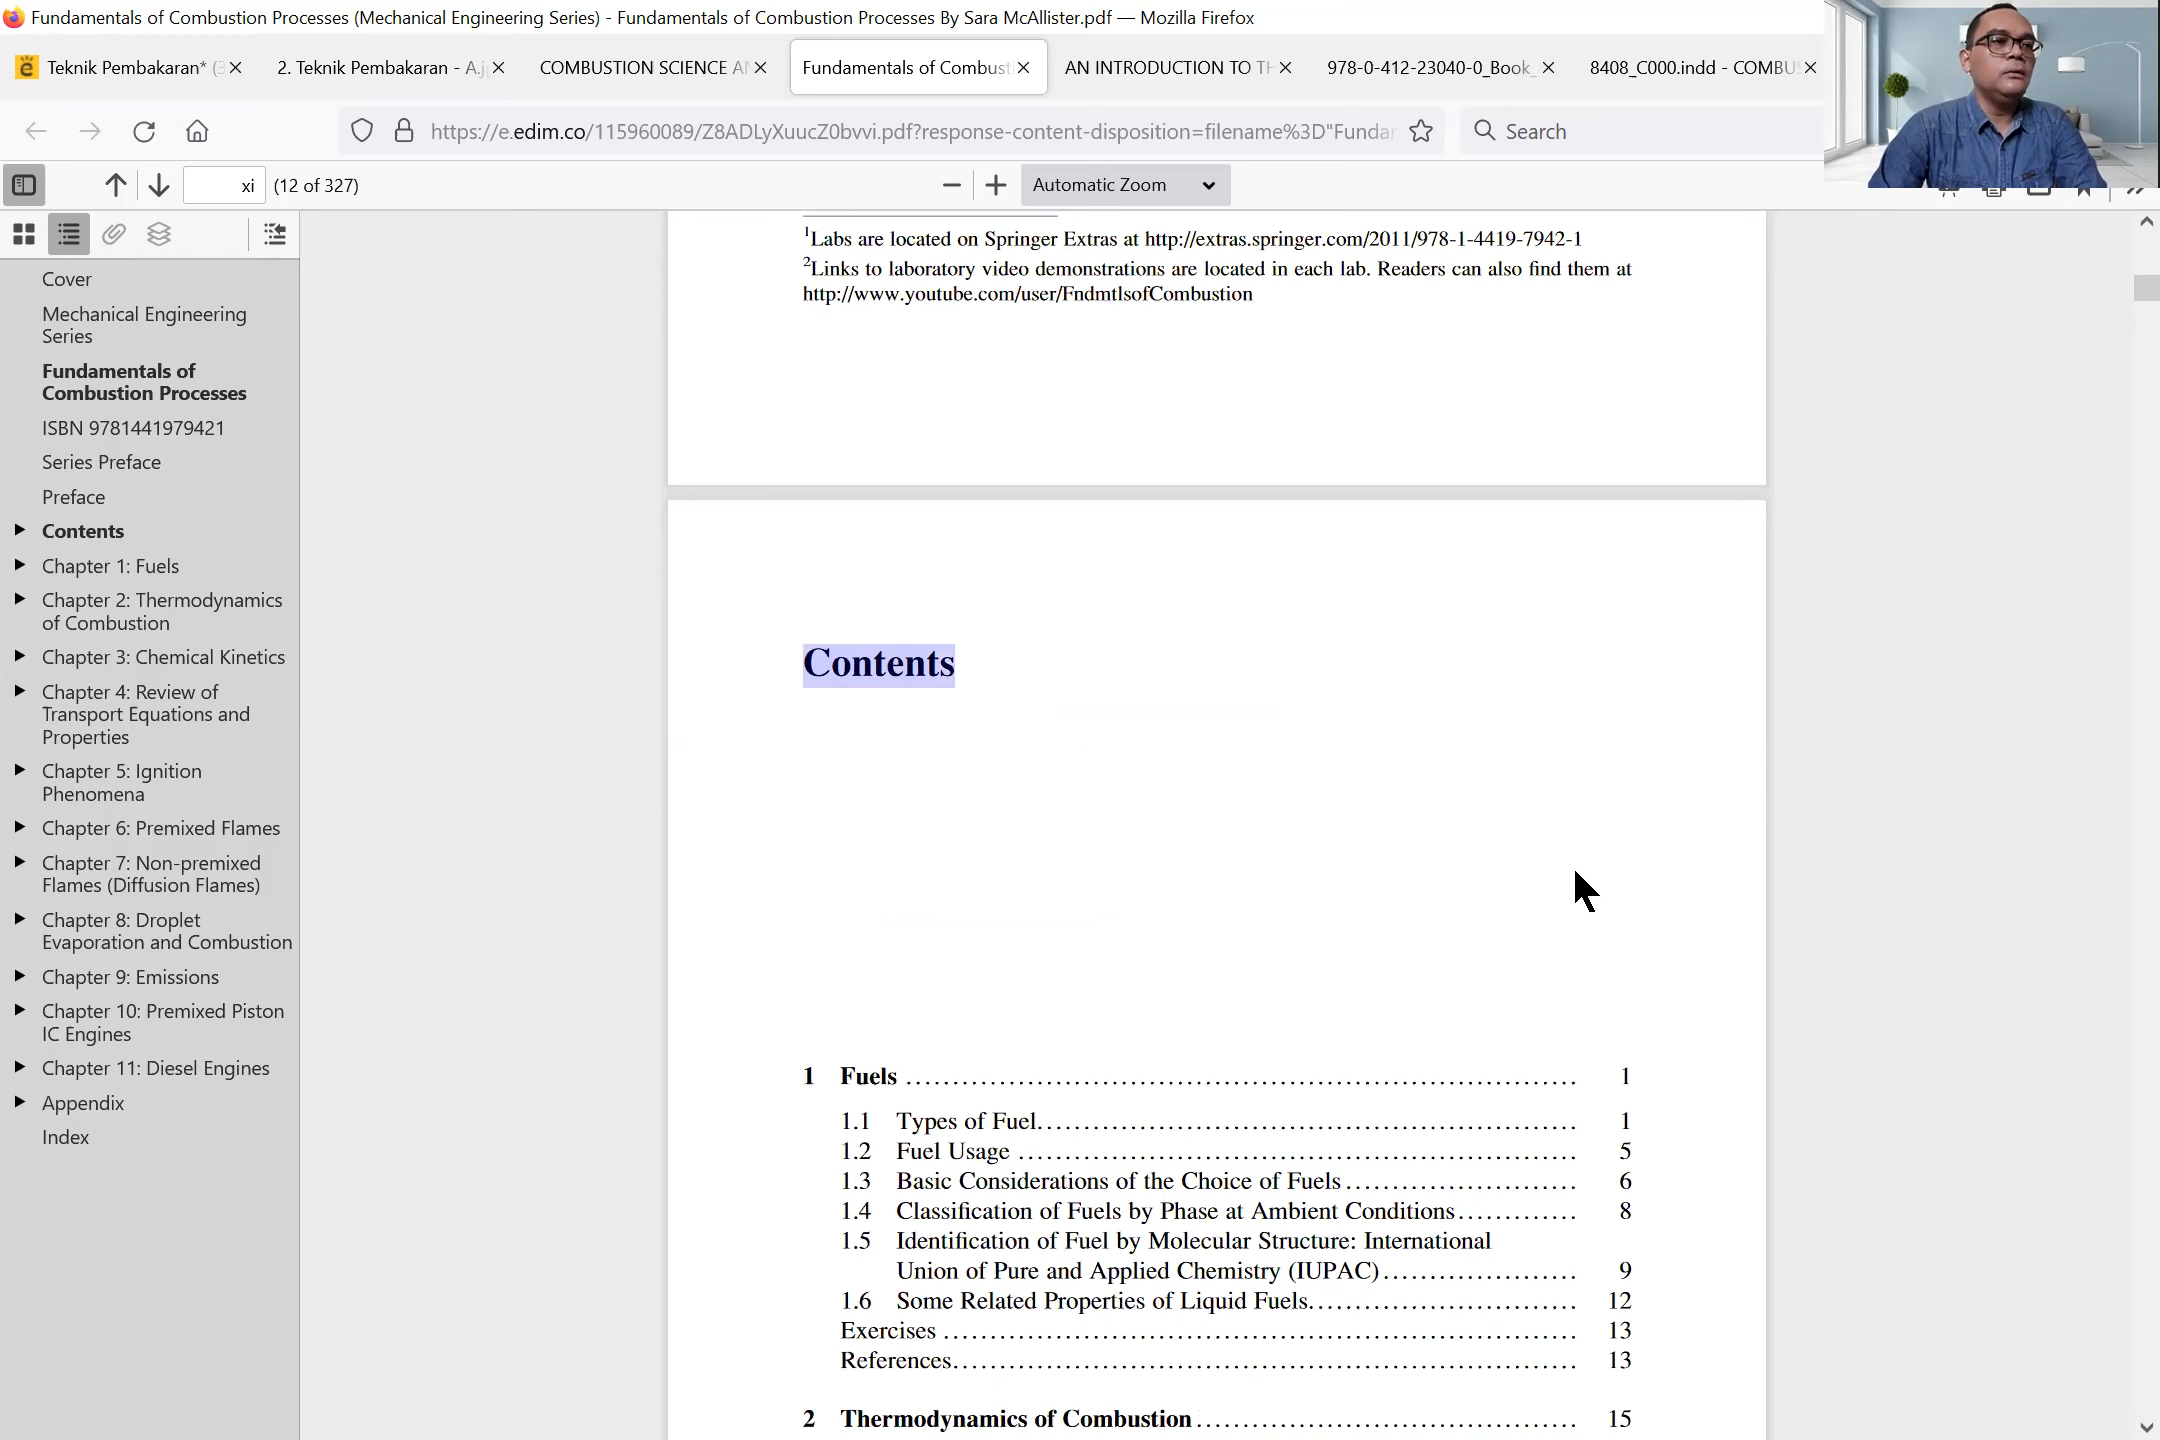 Fundamentals of Combustion Processes (Mechanical Engineering Series) - Fundamentals of Combustion Processes By Sara McAllister.pdf — Mozilla Firefox
Teknik Pembakaran* (3
2. Teknik Pembakaran - A.j
COMBUSTION SCIENCE AN
Fundamentals of Combusti
AN INTRODUCTION TO TH
978-0-412-23040-0_Book_
8408_C000.indd - COMBUS
https://e.edim.co/115960089/Z8ADLyXuucZ0bvvi.pdf?response-content-disposition=filename%3D"Fundar
Search
xi
(12 of 327)
Automatic Zoom
Cover
Mechanical Engineering
Series
Fundamentals of
Combustion Processes
ISBN 9781441979421
Series Preface
Preface
Contents
Chapter 1: Fuels
Chapter 2: Thermodynamics
of Combustion
Chapter 3: Chemical Kinetics
Chapter 4: Review of
Transport Equations and
Properties
Chapter 5: Ignition
Phenomena
Chapter 6: Premixed Flames
Chapter 7: Non-premixed
Flames (Diffusion Flames)
Chapter 8: Droplet
Evaporation and Combustion
Chapter 9: Emissions
Chapter 10: Premixed Piston
IC Engines
Chapter 11: Diesel Engines
Appendix
Index
1Labs are located on Springer Extras at http://extras.springer.com/2011/978-1-4419-7942-1
2Links to laboratory video demonstrations are located in each lab. Readers can also find them at
http://www.youtube.com/user/FndmtlsofCombustion
Contents
1 Fuels ........................................................................ 1
1.1 Types of Fuel............................................................ 1
1.2 Fuel Usage .............................................................. 5
1.3 Basic Considerations of the Choice of Fuels......................... 6
1.4 Classification of Fuels by Phase at Ambient Conditions............. 8
1.5 Identification of Fuel by Molecular Structure: International
Union of Pure and Applied Chemistry (IUPAC)..................... 9
1.6 Some Related Properties of Liquid Fuels............................. 12
Exercises .................................................................... 13
References................................................................... 13
2 Thermodynamics of Combustion......................................... 15